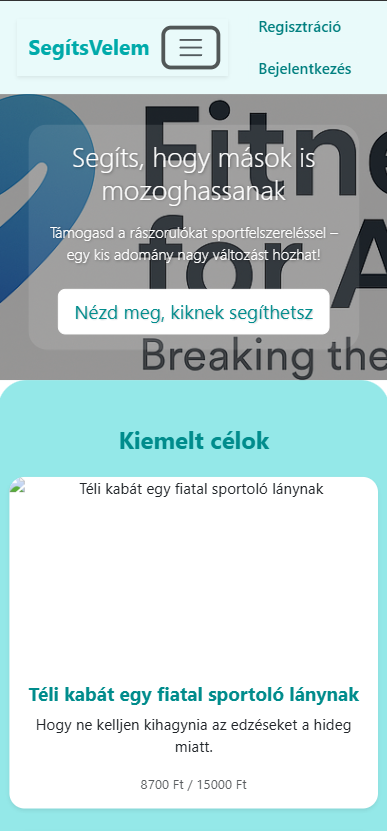 SegítsVelem
Regisztráció
Bejelentkezés
Fitne
for A
Breaking the
Segíts, hogy mások is
mozoghassanak
Támogasd a rászorulókat sportfelszereléssel –
egy kis adomány nagy változást hozhat!
Nézd meg, kiknek segíthetsz
Kiemelt célok
Téli kabát egy fiatal sportoló lánynak
Téli kabát egy fiatal sportoló lánynak
Hogy ne kelljen kihagynia az edzéseket a hideg
miatt.
8700 Ft / 15000 Ft